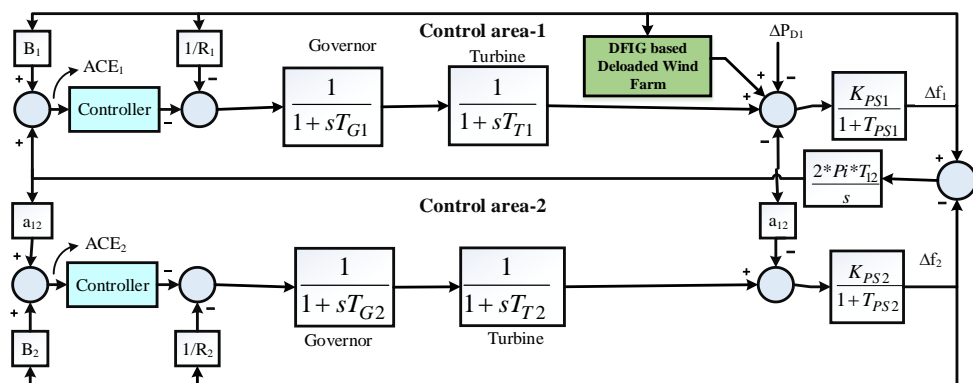 Control area-1
B1
1/R1
ACE1
Controller
Governor
1
1 + sTG1
Turbine
1
1 + sTT1
DFIG based
Deloaded Wind
Farm
ΔPD1
KPS1
1+TPS1
Δf1
2*Pi*T12
s
a12
Control area-2
a12
ACE2
Controller
1
1 + sTG2
Governor
1
1 + sTT2
Turbine
KPS2
1+TPS2
Δf2
B2
1/R2
+
+
−
−
+
+
−
−
+
−
+
+
−
−
−
+